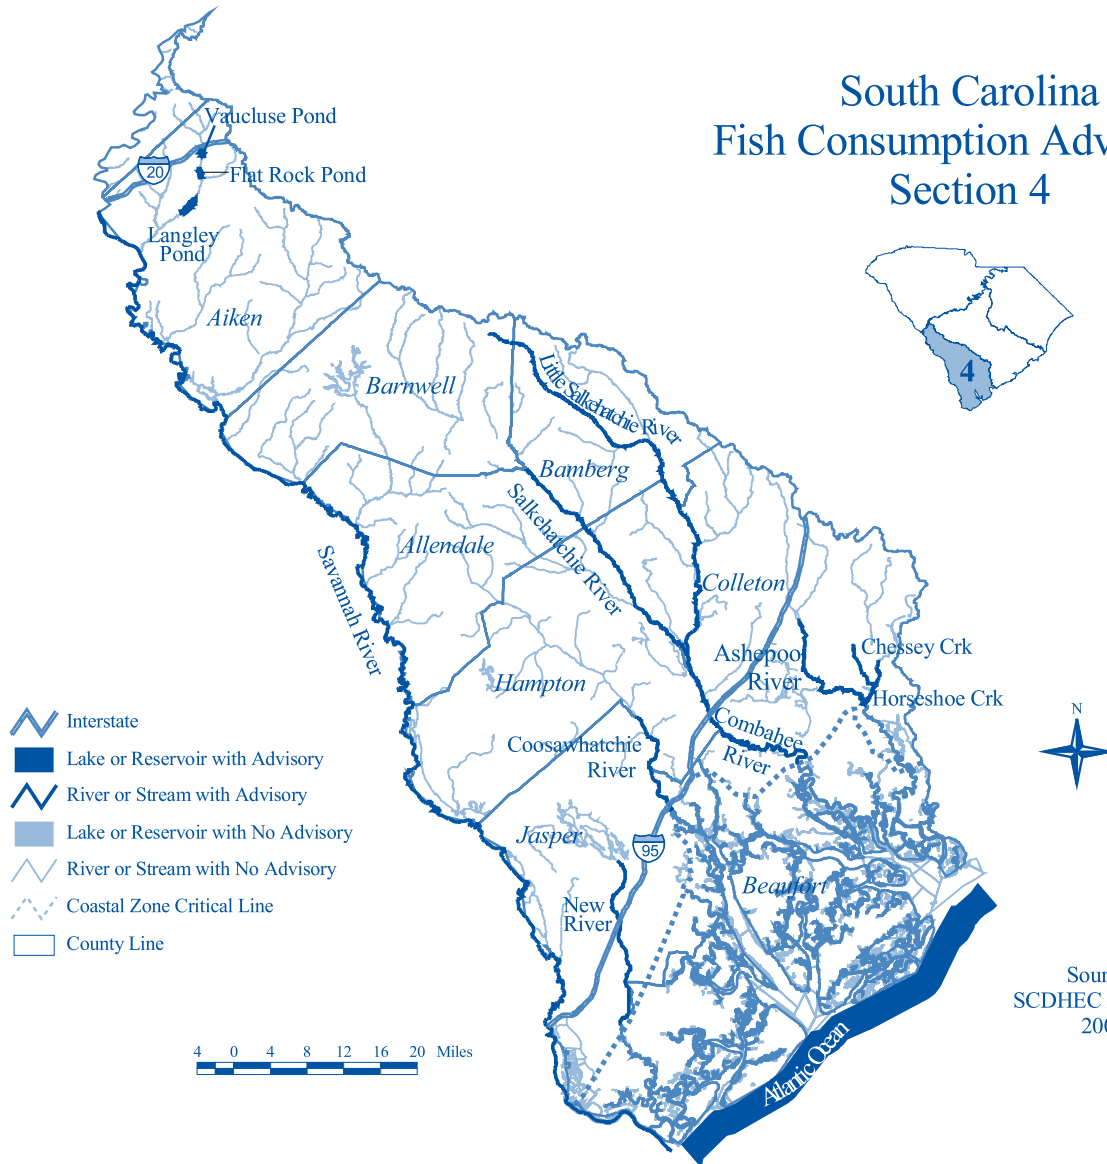 South Carolina
Fish Consumption
Section 4
Vaucluse Pond
20
Flat Rock Pond
Langley
Pond
Aiken
Barnwell
Little Salkehatchie River
4
Bamberg
Salkehatchie River
Allendale
Savannah River
Colleton
Ashepoo
River
Chessey Crk
Hampton
Horseshoe Crk
Combahee
River
Coosawhatchie
River
N
Interstate
Lake or Reservoir with Advisory
River or Stream with Advisory
Lake or Reservoir with No Advisory
River or Stream with No Advisory
Coastal Zone Critical Line
County Line
Jasper
95
Beaufort
New
River
SCDHEC
4 0 4 8 12 16 20 Miles
Atlantic Ocean